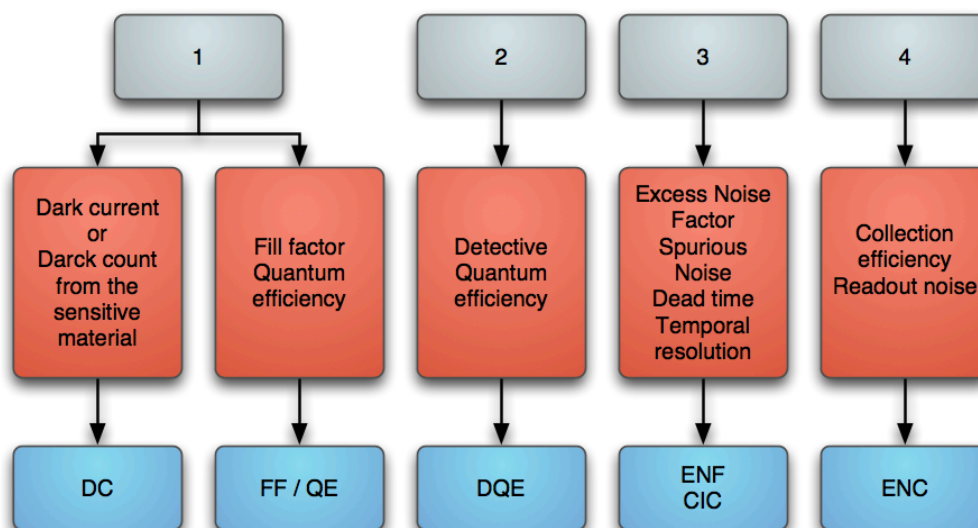 1
2
3
4
Dark current
or
Darck count
from the
sensitive
material
Fill factor
Quantum
efficiency
Detective
Quantum
efficiency
Excess Noise
Factor
Spurious
Noise
Dead time
Temporal
resolution
Collection
efficiency
Readout noise
DC
FF / QE
DQE
ENF
CIC
ENC